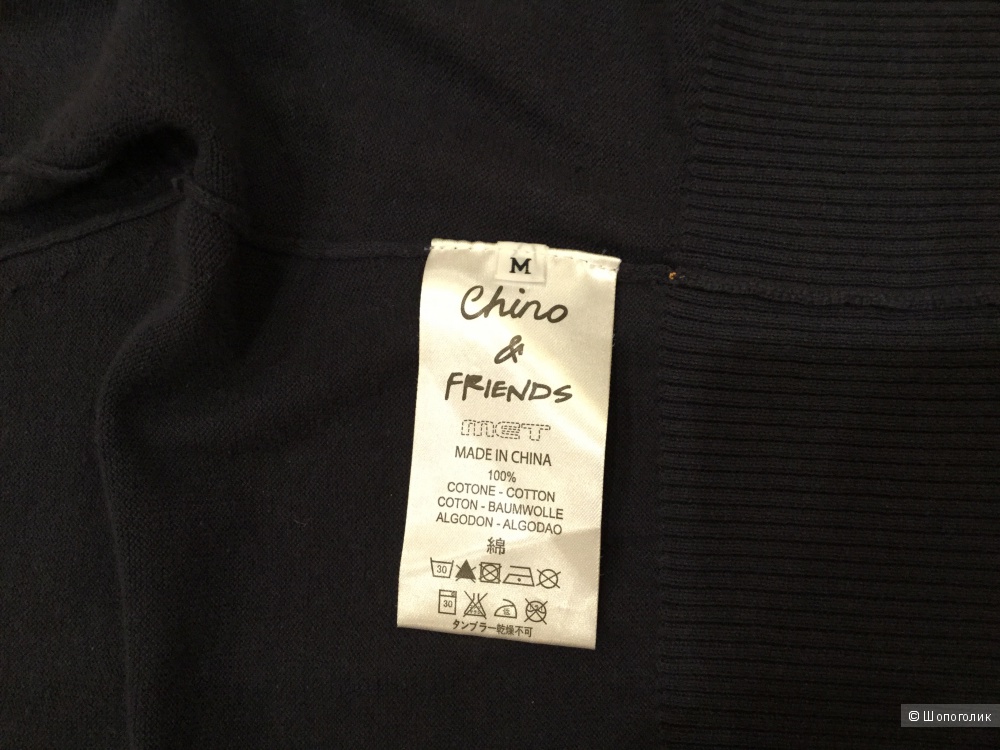 M
Chino
&
FRIENDS
MET
MADE IN CHINA
100%
COTONE - COTTON
COTON - BAUMWOLLE
ALGODON - ALGODAO
綿
30
30
タンブラー乾燥不可
© Шопоголик